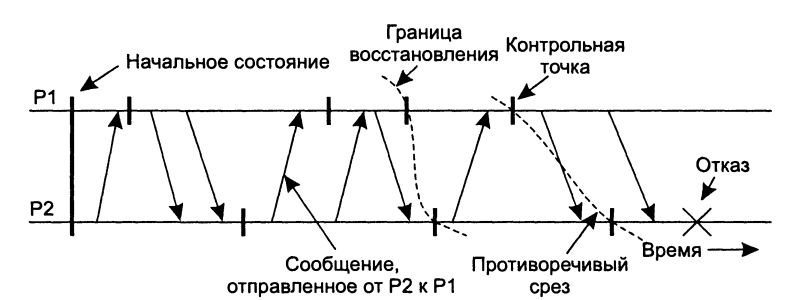 Граница
восстановления
Контрольная
точка
Начальное состояние
P1
Отказ
P2
Время
Сообщение,
отправленное от P2 к P1
Противоречивый
срез